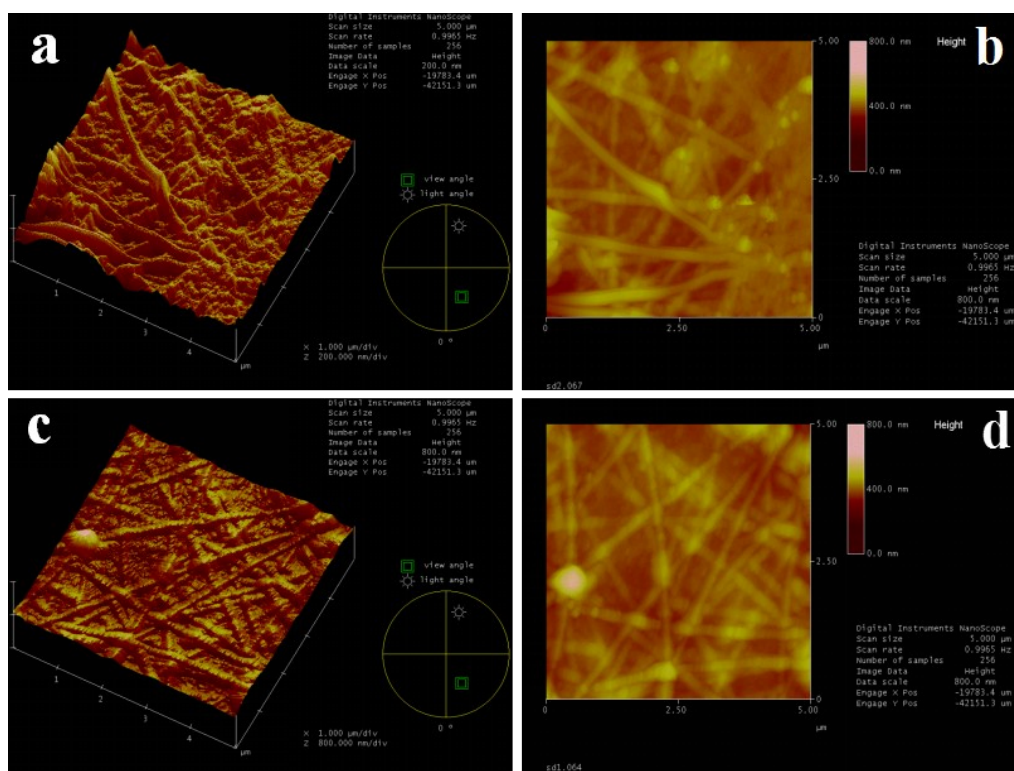 a
Digital Instruments NanoScope
Scan size 5.000 µm
Scan rate 0.9965 Hz
Number of samples 256
Image Data Height
Data scale 200.0 nm
Engage X Pos -19783.4 um
Engage Y Pos -42151.3 um
view angle
light angle
0 º
1
2
3
4
µm
X 1.000 µm/div
Z 200.000 nm/div
b
5.00
800.0 nm
Height
400.0 nm
0.0 nm
2.50
0
0
2.50
5.00
µm
Digital Instruments NanoScope
Scan size 5.000 µm
Scan rate 0.9965 Hz
Number of samples 256
Image Data Height
Data scale 800.0 nm
Engage X Pos -19783.4 um
Engage Y Pos -42151.3 um
sd2.067
c
Digital Instruments NanoScope
Scan size 5.000 µm
Scan rate 0.9965 Hz
Number of samples 256
Image Data Height
Data scale 800.0 nm
Engage X Pos -19783.4 um
Engage Y Pos -42151.3 um
view angle
light angle
0 º
1
2
3
4
µm
X 1.000 µm/div
Z 800.000 nm/div
d
5.00
800.0 nm
Height
400.0 nm
0.0 nm
2.50
0
0
2.50
5.00
µm
Digital Instruments NanoScope
Scan size 5.000 µm
Scan rate 0.9965 Hz
Number of samples 256
Image Data Height
Data scale 800.0 nm
Engage X Pos -19783.4 um
Engage Y Pos -42151.3 um
sd1.064